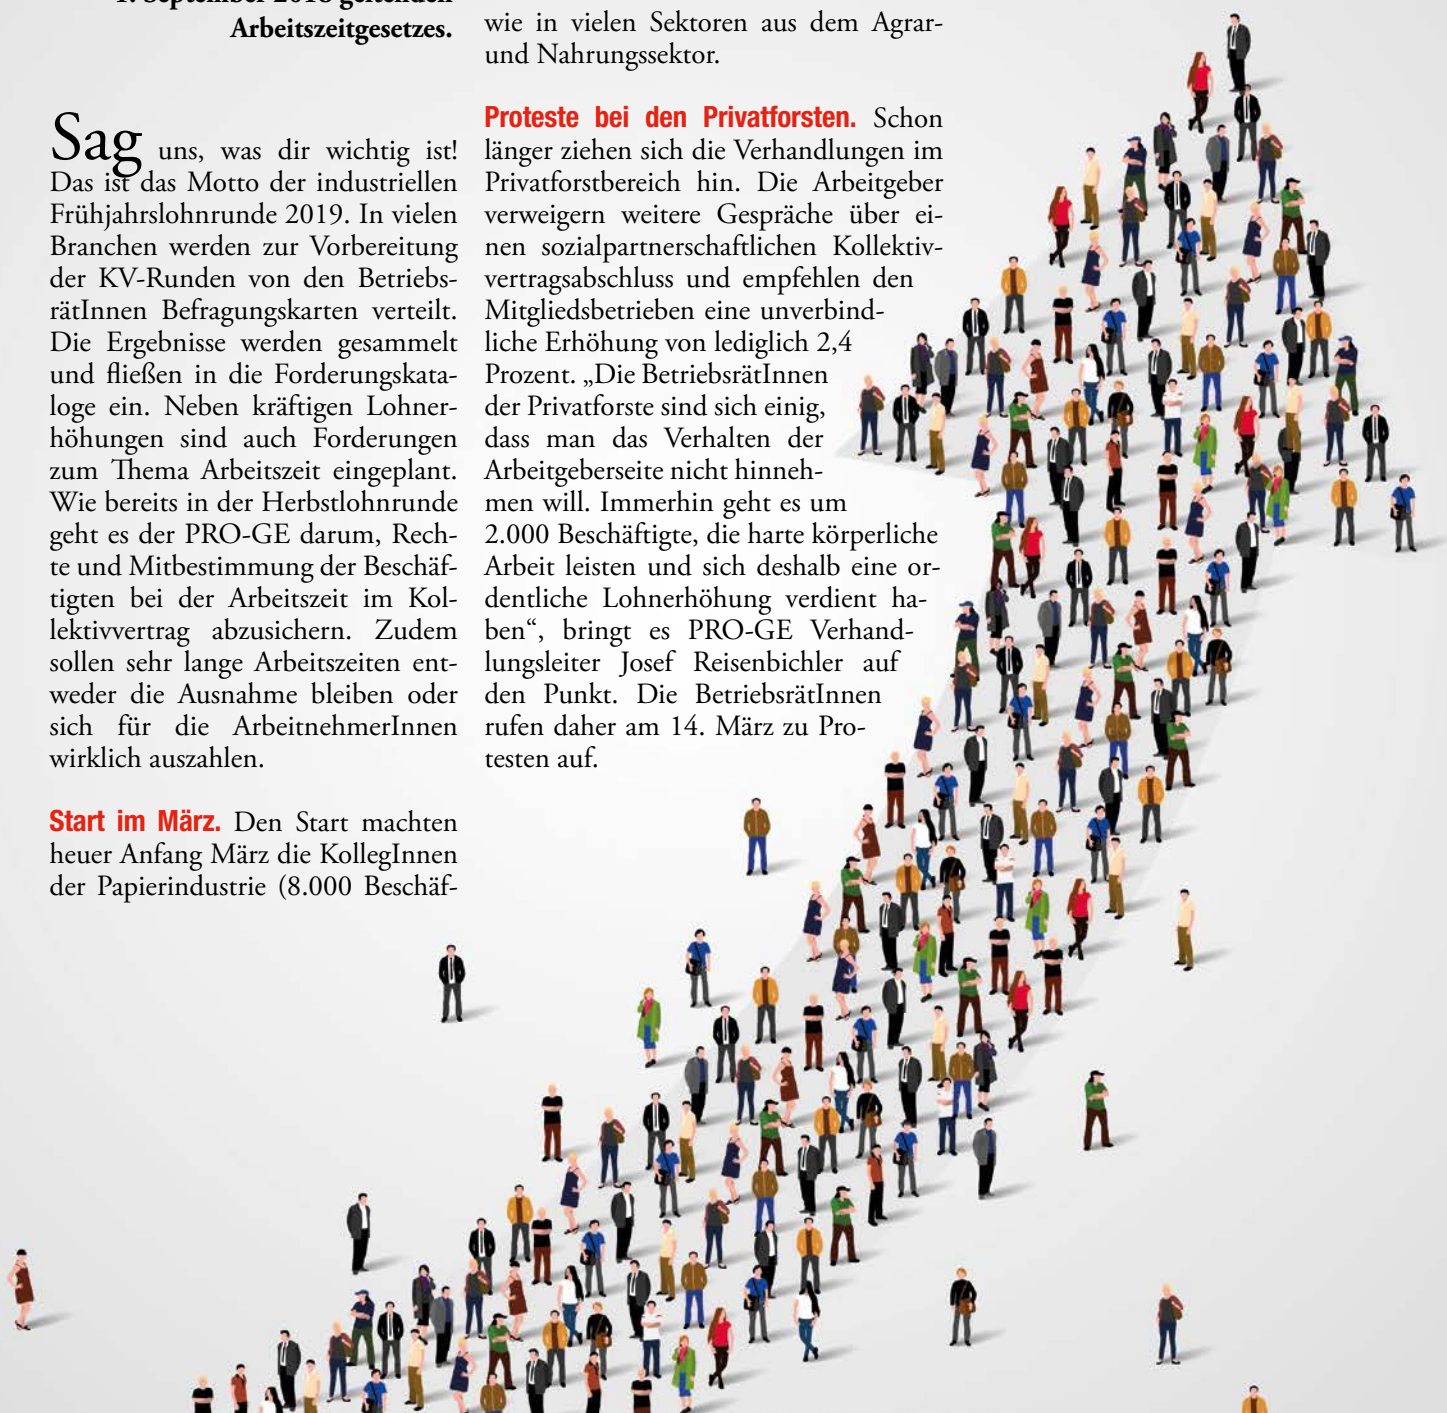 1. September 2018 geltenden
Arbeitszeitgesetzes.
Sag uns, was dir wichtig ist!
Das ist das Motto der industriellen
Frühjahrslohnrunde 2019. In vielen
Branchen werden zur Vorbereitung
der KV-Runden von den Betriebs-
rätInnen Befragungskarten verteilt.
Die Ergebnisse werden gesammelt
und fließen in die Forderungskata-
loge ein. Neben kräftigen Lohner-
höhungen sind auch Forderungen
zum Thema Arbeitszeit eingeplant.
Wie bereits in der Herbstlohnrunde
geht es der PRO-GE darum, Rech-
te und Mitbestimmung der Beschäf-
tigten bei der Arbeitszeit im Kol-
lektivvertrag abzusichern. Zudem
sollen sehr lange Arbeitszeiten ent-
weder die Ausnahme bleiben oder
sich für die ArbeitnehmerInnen
wirklich auszahlen.
Start im März. Den Start machten
heuer Anfang März die KollegInnen
der Papierindustrie (8.000 Beschäf-
wie in vielen Sektoren aus dem Agrar-
und Nahrungssektor.
Proteste bei den Privatforsten. Schon
länger ziehen sich die Verhandlungen im
Privatforstbereich hin. Die Arbeitgeber
verweigern weitere Gespräche über ei-
nen sozialpartnerschaftlichen Kollektiv-
vertragsabschluss und empfehlen den
Mitgliedsbetrieben eine unverbind-
liche Erhöhung von lediglich 2,4
Prozent. „Die BetriebsrätInnen
der Privatforste sind sich einig,
dass man das Verhalten der
Arbeitgeberseite nicht hinneh-
men will. Immerhin geht es um
2.000 Beschäftigte, die harte körperliche
Arbeit leisten und sich deshalb eine or-
dentliche Lohnerhöhung verdient ha-
ben“, bringt es PRO-GE Verhand-
lungsleiter Josef Reisenbichler auf
den Punkt. Die BetriebsrätInnen
rufen daher am 14. März zu Pro-
testen auf.